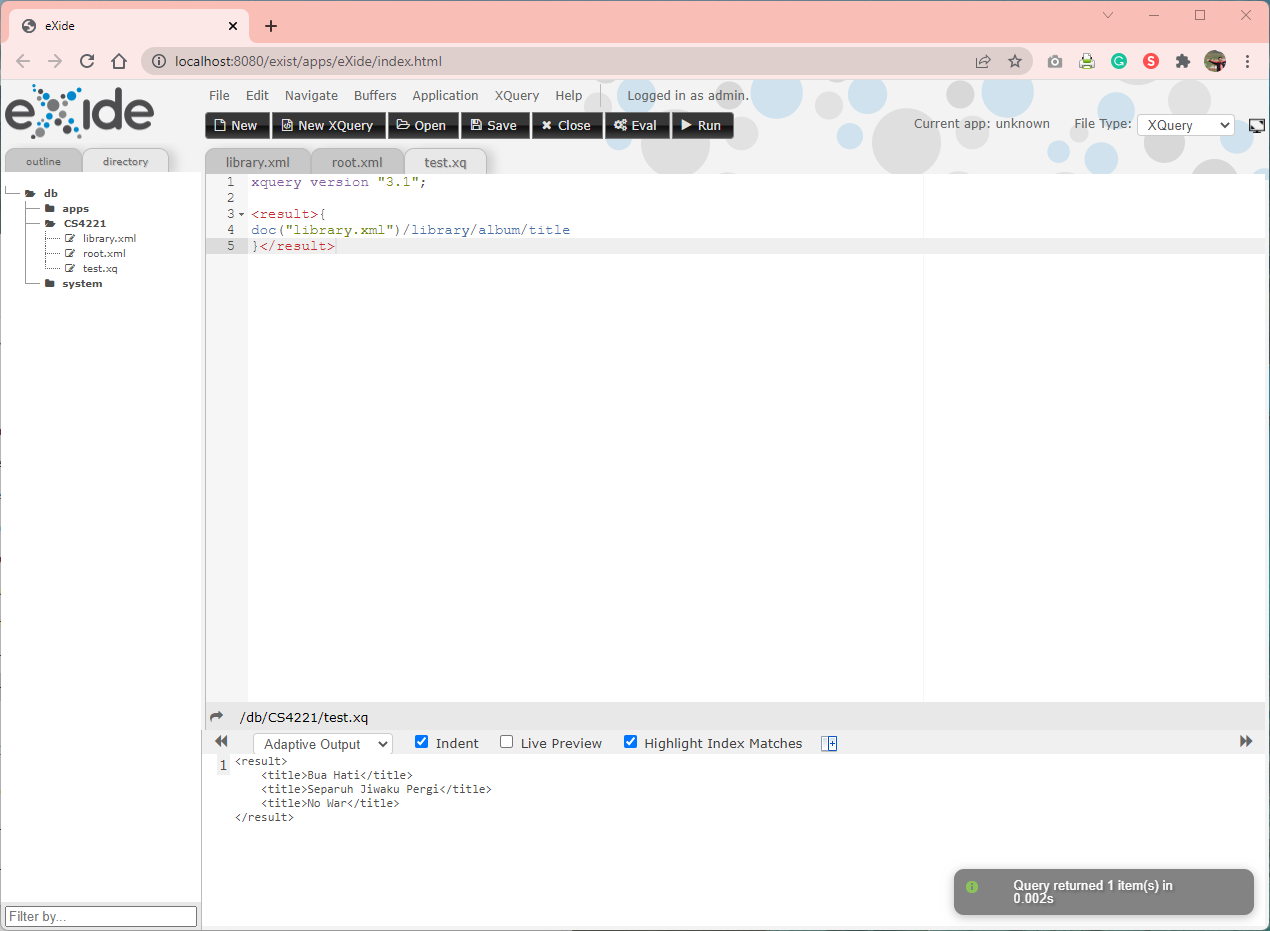 eXide
localhost:8080/exist/apps/eXide/index.html
eXide
File Edit Navigate Buffers Application XQuery Help Logged in as admin.
New New XQuery Open Save Close Eval Run
Current app: unknown File Type: XQuery
outline directory
library.xml root.xml test.xq
db
apps
CS4221
library.xml
root.xml
test.xq
system
1 xquery version "3.1";
2
3 <result>{
4 doc("library.xml")/library/album/title
5 }</result>
/db/CS4221/test.xq
Adaptive Output Indent Live Preview Highlight Index Matches
1 <result>
<title>Bua Hati</title>
<title>Separuh Jiwaku Pergi</title>
<title>No War</title>
</result>
Query returned 1 item(s) in
0.002s
Filter by...